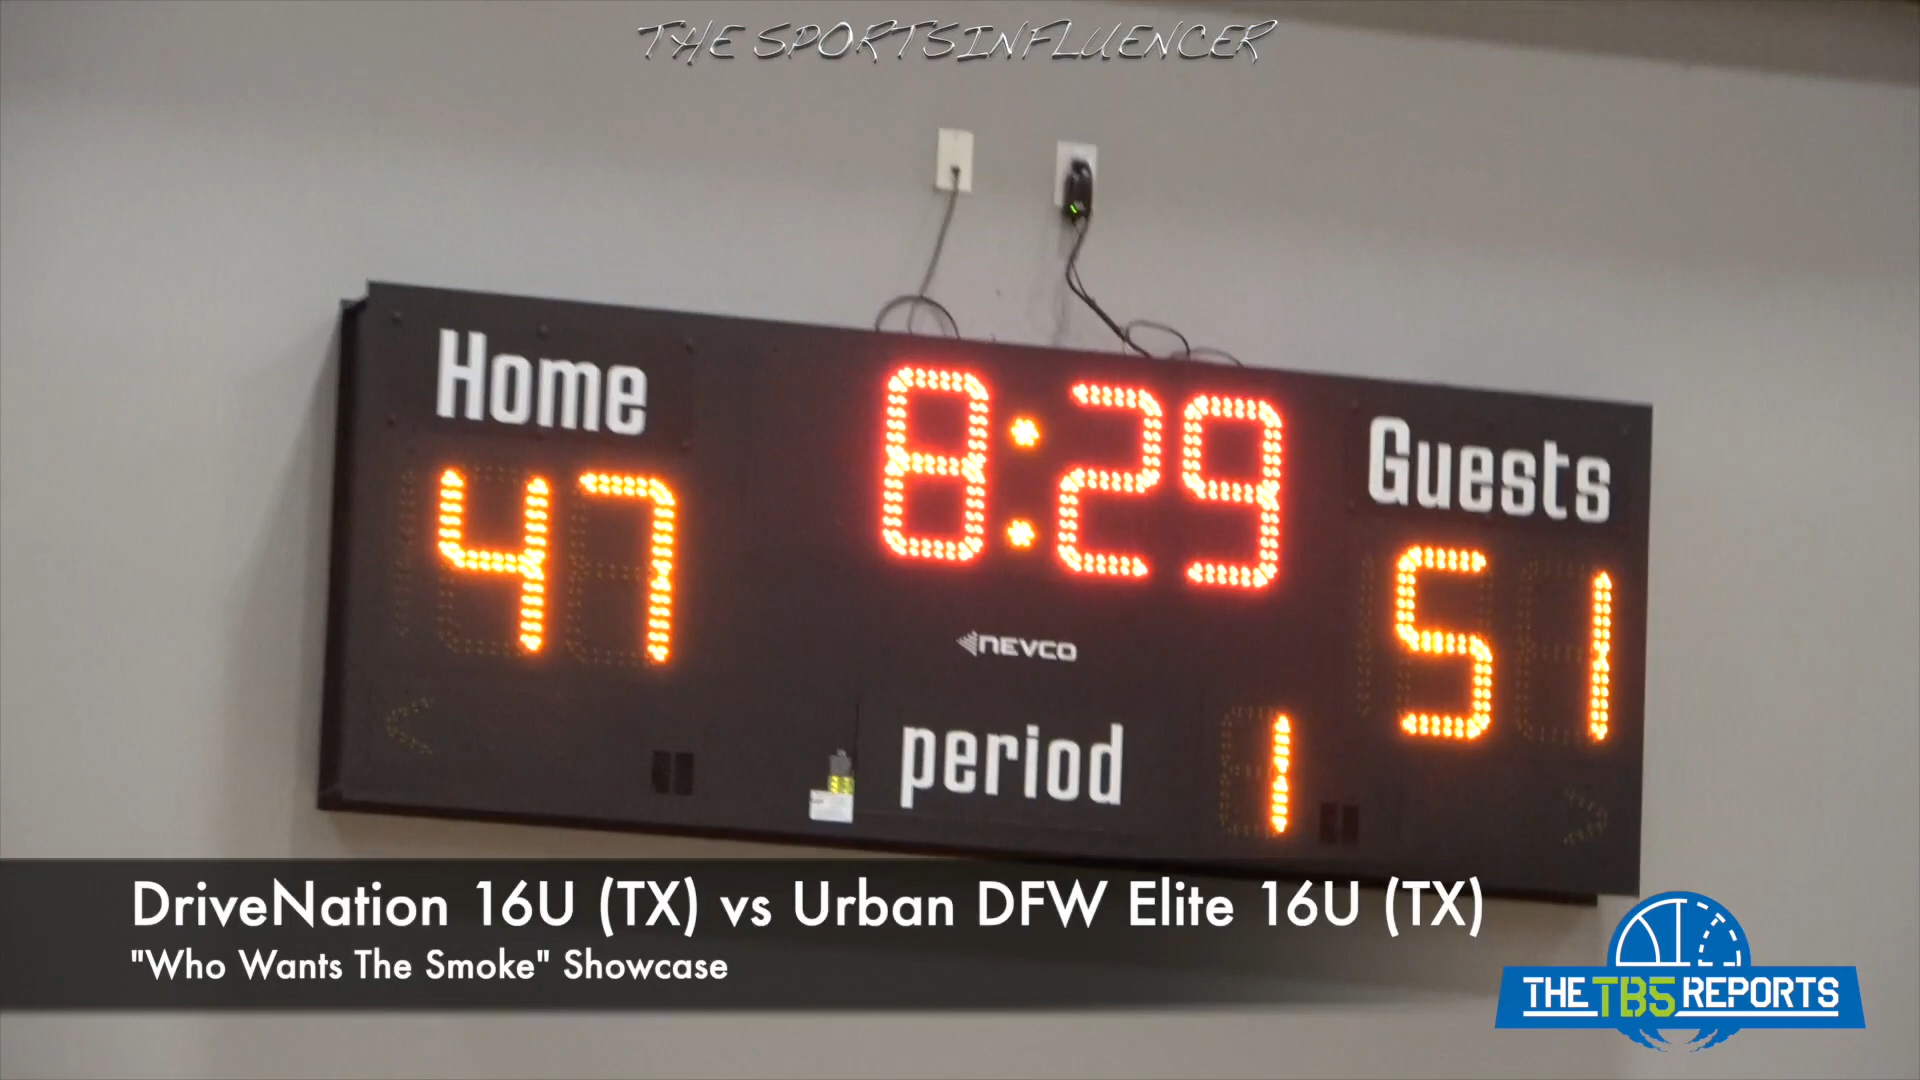 THE SPORTSINFLUENCER
Home
8:29
Guests
47
51
NEVCO
period
1
DriveNation 16U (TX) vs Urban DFW Elite 16U (TX)
"Who Wants The Smoke" Showcase
THE TB5 REPORTS